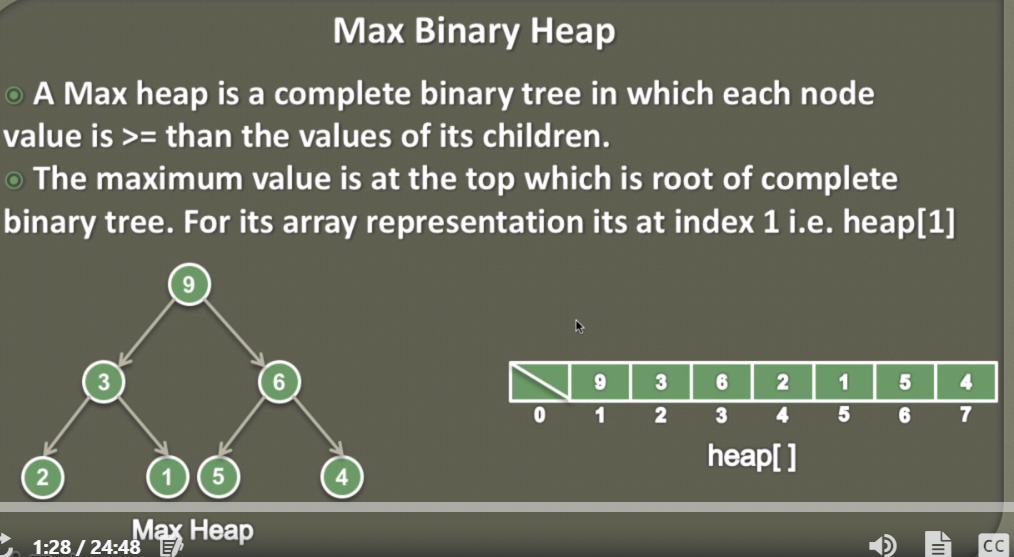 Max Binary Heap
A Max heap is a complete binary tree in which each node
value is >= than the values of its children.
The maximum value is at the top which is root of complete
binary tree. For its array representation its at index 1 i.e. heap[1]
9
3 6
2 1 5 4
Max Heap
9 3 6 2 1 5 4
0 1 2 3 4 5 6 7
heap[ ]
1:28 / 24:48
CC